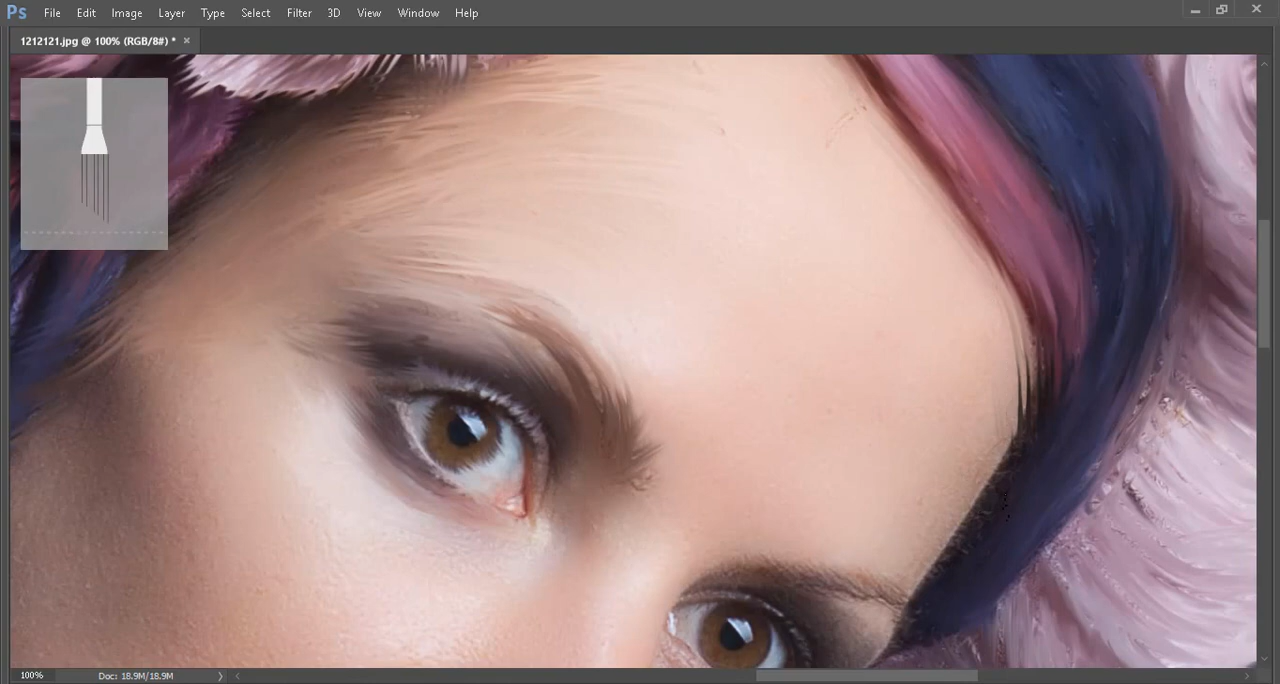 Ps File Edit Image Layer Type Select Filter 3D View Window Help
1212121.jpg @ 100% (RGB/8#) *
100% Doc: 18.9M/18.9M